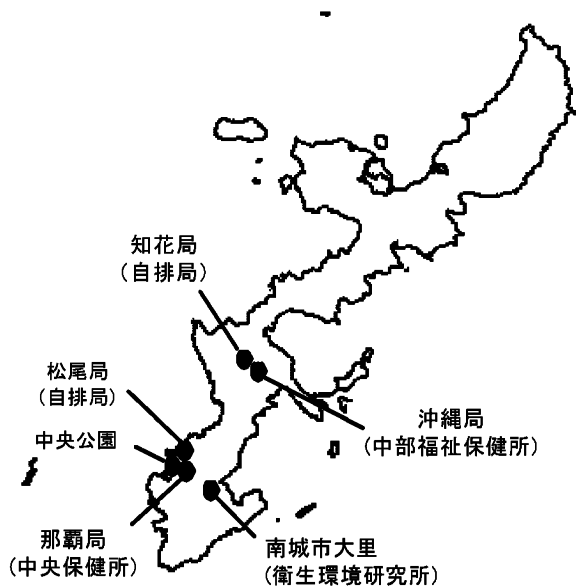 知花局
(自排局)
松尾局
(自排局)
中央公園
沖縄局
(中部福祉保健所)
那覇局
(中央保健所)
南城市大里
(衛生環境研究所)